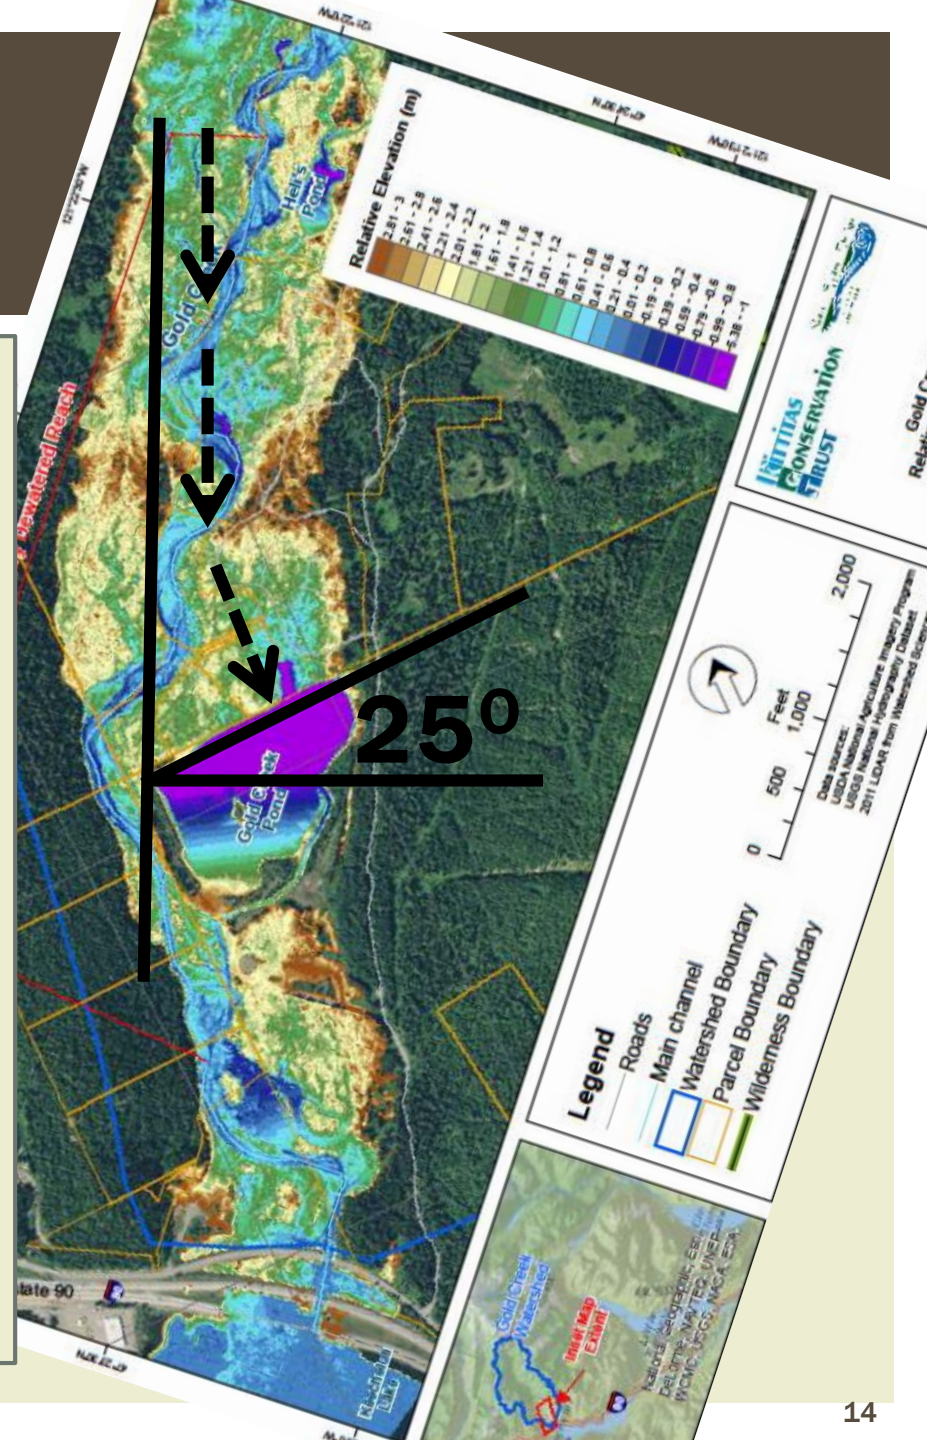 Relative Elevation (m)
2.81 - 3
2.61 - 2.8
2.41 - 2.6
2.21 - 2.4
2.01 - 2.2
1.81 - 2
1.61 - 1.8
1.41 - 1.6
1.21 - 1.4
1.01 - 1.2
0.81 - 1
0.61 - 0.8
0.41 - 0.6
0.21 - 0.4
0.01 - 0.2
-0.19 - 0
-0.39 - -0.2
-0.59 - -0.4
-0.79 - -0.6
-0.99 - -0.8
-5.38 - -1
Heli's
Pond
Gold
Dewatered Reach
25⁰
Gold Creek
Pond
KITTITAS
CONSERVATION
TRUST
Gold
Feet
0
500
1,000
2,000
Data sources:
USDA National Agriculture Imagery Program
USGS National Hydrography Dataset
2011 LiDAR from Watershed
Legend
Roads
Main channel
Watershed Boundary
Parcel Boundary
Wilderness Boundary
Gold Creek
Watershed
Inset Map
Extent
National Geographic, Esri,
DeLorme, NAVTEQ, UNEP-
WCMC, USGS, NASA, ESA,
90
Lake
14